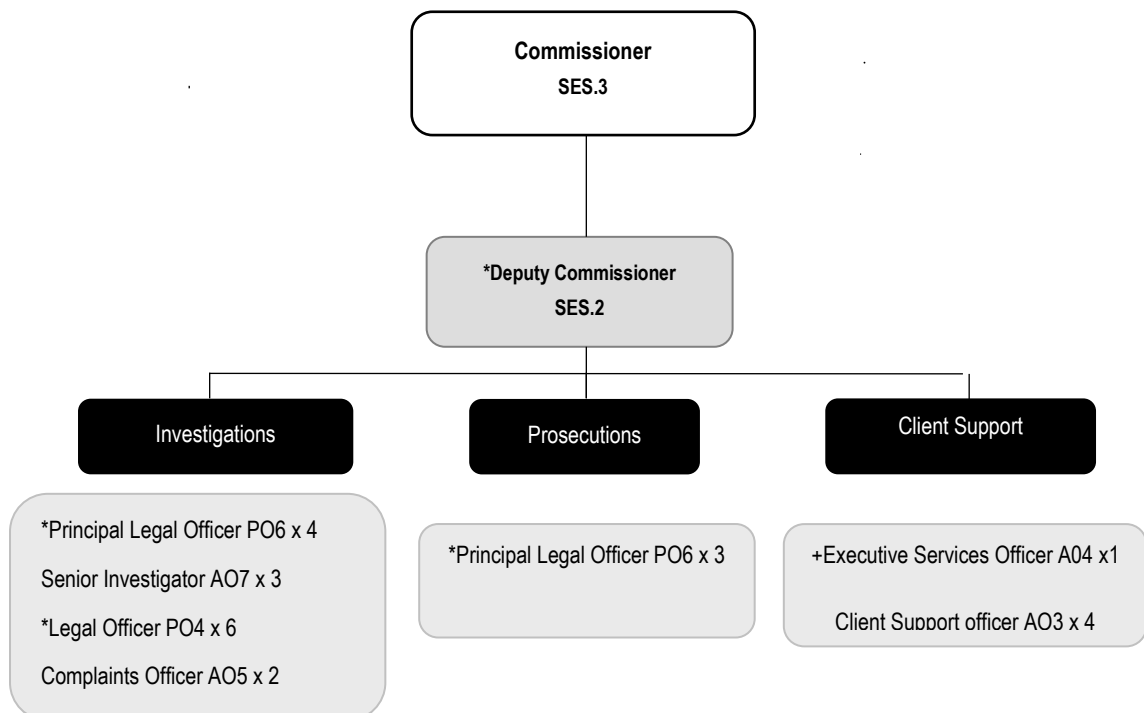 Commissioner
SES.3
*Deputy Commissioner
SES.2
Investigations
Prosecutions
Client Support
*Principal Legal Officer PO6 x 4
Senior Investigator AO7 x 3
*Legal Officer PO4 x 6
Complaints Officer AO5 x 2
*Principal Legal Officer PO6 x 3
+Executive Services Officer A04 x1
Client Support officer AO3 x 4